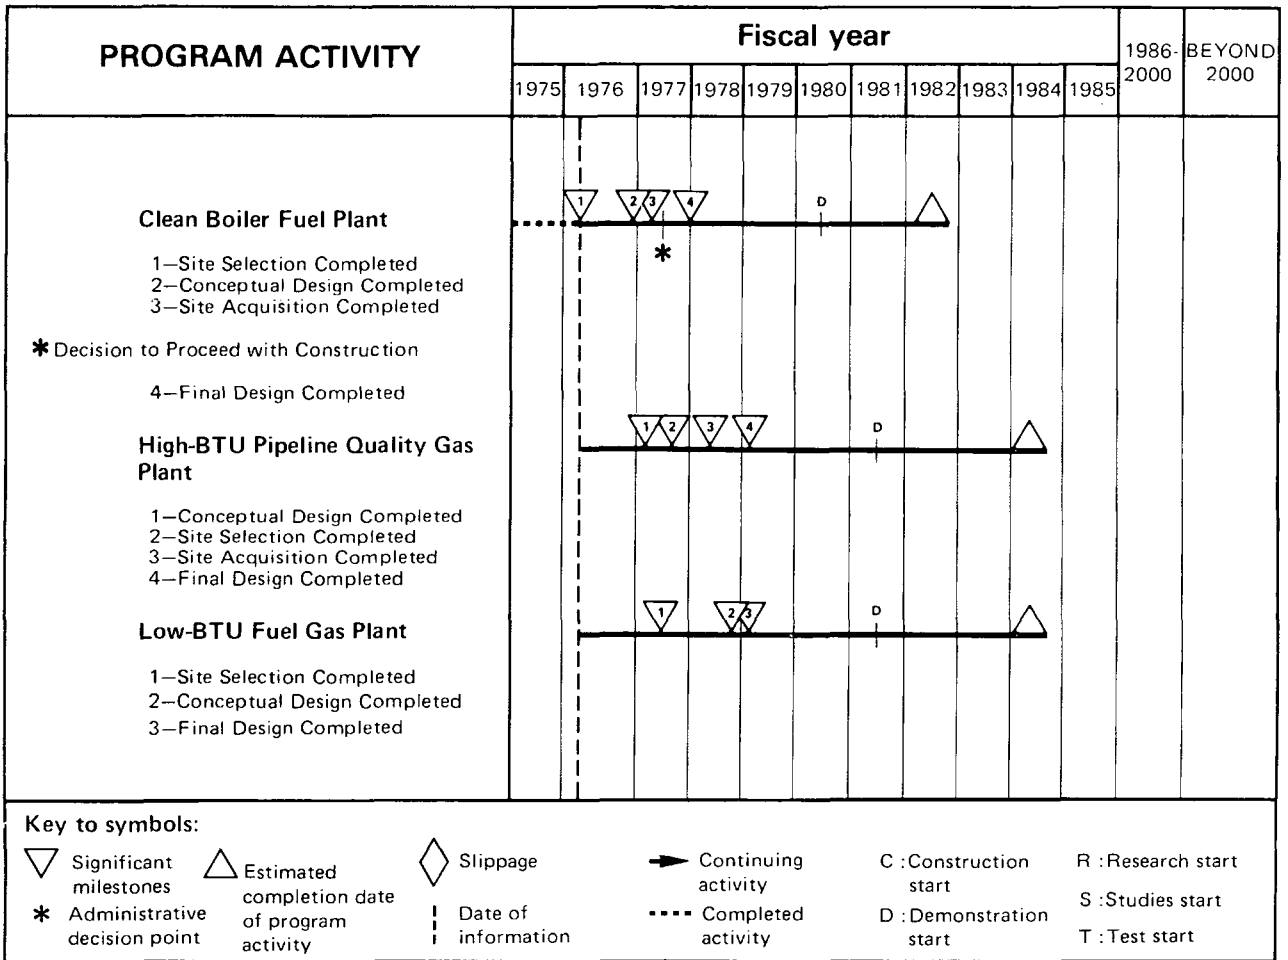 PROGRAM ACTIVITY
Fiscal year
1975 1976 1977 1978 1979 1980 1981 1982 1983 1984 1985
1986-
2000
BEYOND
2000
Clean Boiler Fuel Plant
1 2 3 4 D
*
1—Site Selection Completed
2—Conceptual Design Completed
3—Site Acquisition Completed
* Decision to Proceed with Construction
4—Final Design Completed
High-BTU Pipeline Quality Gas
Plant
1 2 3 4 D
1—Conceptual Design Completed
2—Site Selection Completed
3—Site Acquisition Completed
4—Final Design Completed
Low-BTU Fuel Gas Plant
1 2 3 D
1—Site Selection Completed
2—Conceptual Design Completed
3—Final Design Completed
Key to symbols:
Significant
milestones
* Administrative
decision point
Estimated
completion date
of program
activity
Slippage
Date of
information
Continuing
activity
Completed
activity
C :Construction
start
D :Demonstration
start
R :Research start
S :Studies start
T :Test start